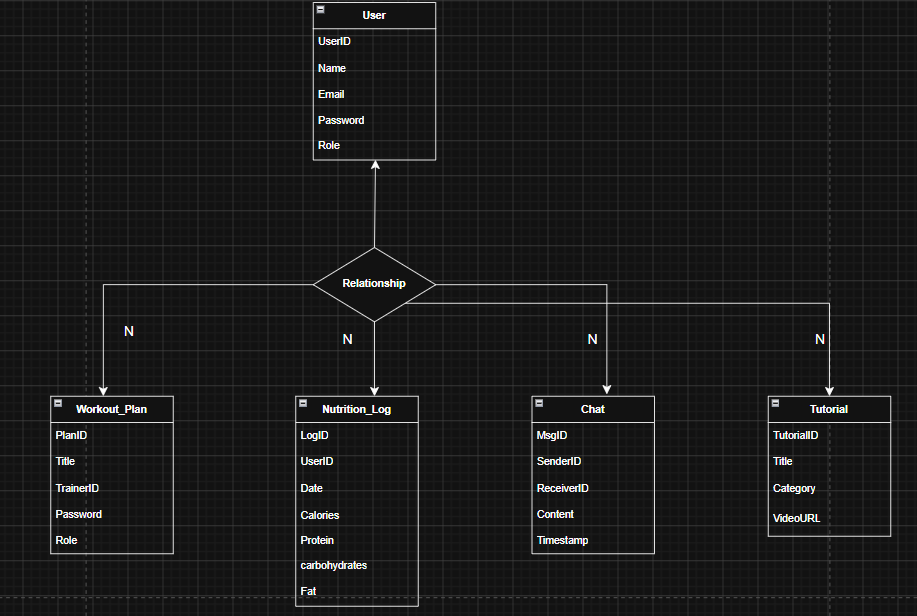 User
UserID
Name
Email
Password
Role
Relationship
N
N
N
N
Workout_Plan
PlanID
Title
TrainerID
Password
Role
Nutrition_Log
LogID
UserID
Date
Calories
Protein
carbohydrates
Fat
Chat
MsgID
SenderID
ReceiverID
Content
Timestamp
Tutorial
TutorialID
Title
Category
VideoURL